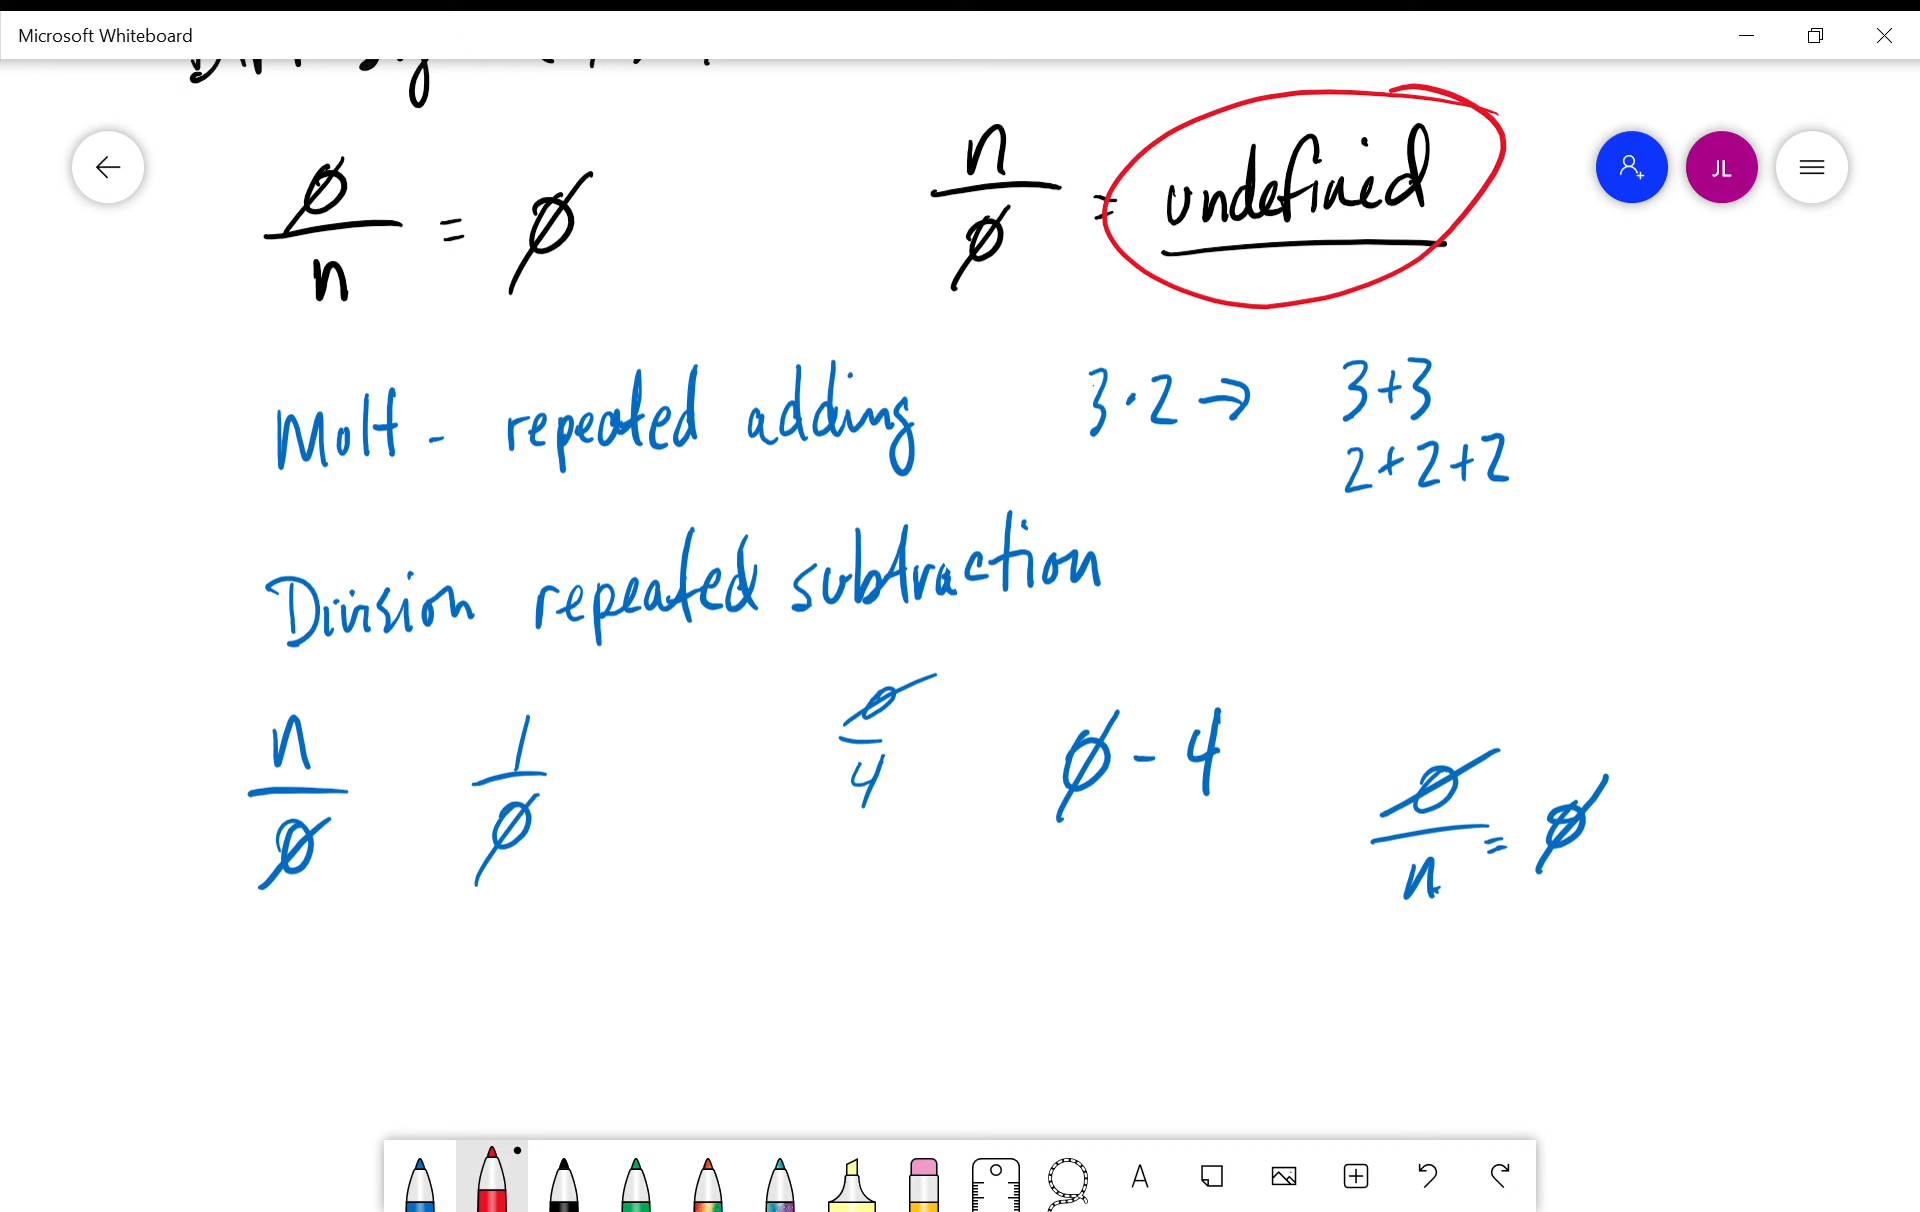 Microsoft Whiteboard
∅/n = ∅
n/∅ = undefined
JL
Mult - repeated adding 3·2 → 3+3
2+2+2
Division repeated subtraction
n/∅ 1/∅ ∅/4 ∅ - 4 ∅/n = ∅
A